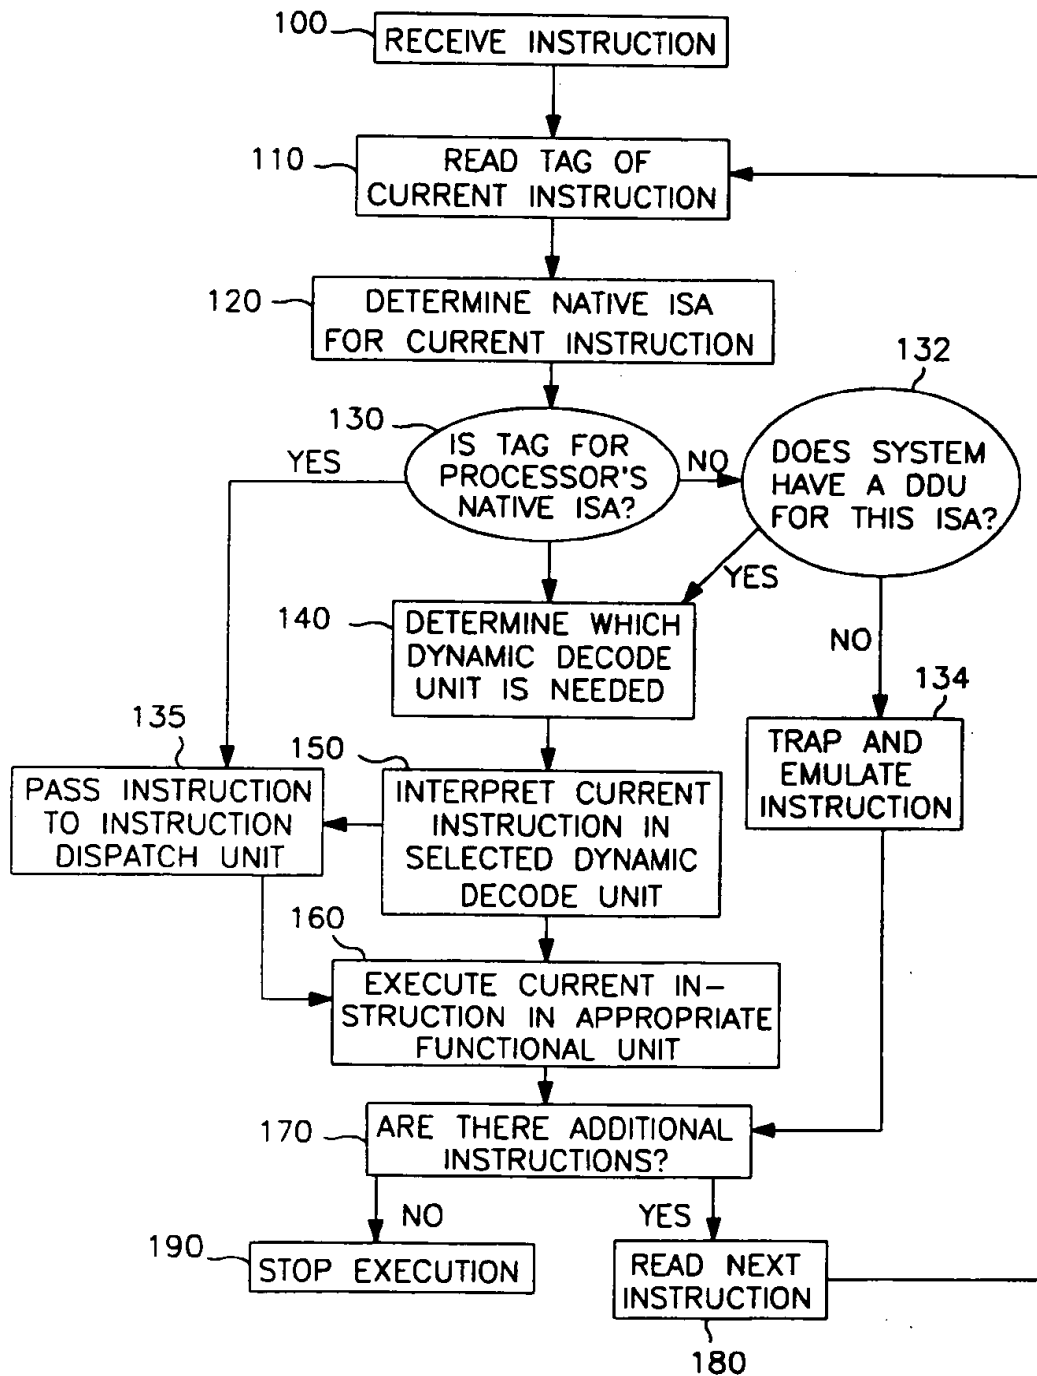 100
RECEIVE INSTRUCTION
110
READ TAG OF
CURRENT INSTRUCTION
120
DETERMINE NATIVE ISA
FOR CURRENT INSTRUCTION
130
IS TAG FOR
PROCESSOR'S
NATIVE ISA?
YES
NO
132
DOES SYSTEM
HAVE A DDU
FOR THIS ISA?
YES
NO
134
TRAP AND
EMULATE
INSTRUCTION
140
DETERMINE WHICH
DYNAMIC DECODE
UNIT IS NEEDED
135
PASS INSTRUCTION
TO INSTRUCTION
DISPATCH UNIT
150
INTERPRET CURRENT
INSTRUCTION IN
SELECTED DYNAMIC
DECODE UNIT
160
EXECUTE CURRENT IN-
STRUCTION IN APPROPRIATE
FUNCTIONAL UNIT
170
ARE THERE ADDITIONAL
INSTRUCTIONS?
NO
YES
190
STOP EXECUTION
READ NEXT
INSTRUCTION
180